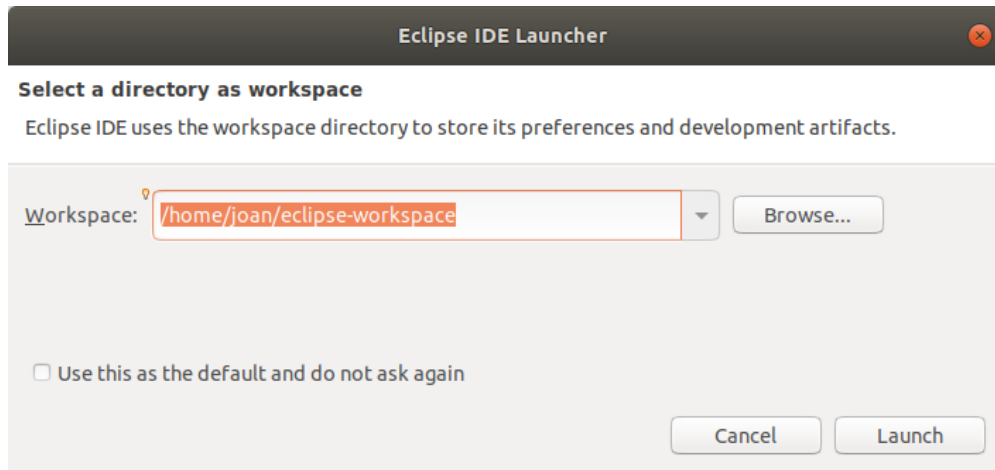 Eclipse IDE Launcher
Select a directory as workspace
Eclipse IDE uses the workspace directory to store its preferences and development artifacts.
Workspace: /home/joan/eclipse-workspace Browse...
Use this as the default and do not ask again
Cancel Launch